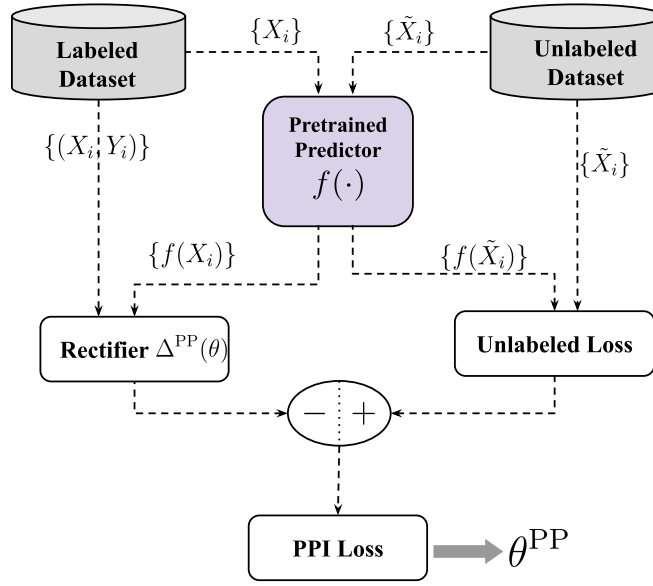 Labeled
Dataset
{X_i}
{X̃_i}
Unlabeled
Dataset
Pretrained
Predictor
f(·)
{(X_i, Y_i)}
{X̃_i}
{f(X_i)}
{f(X̃_i)}
Rectifier Δ^PP(θ)
Unlabeled Loss
− +
PPI Loss
θ^PP